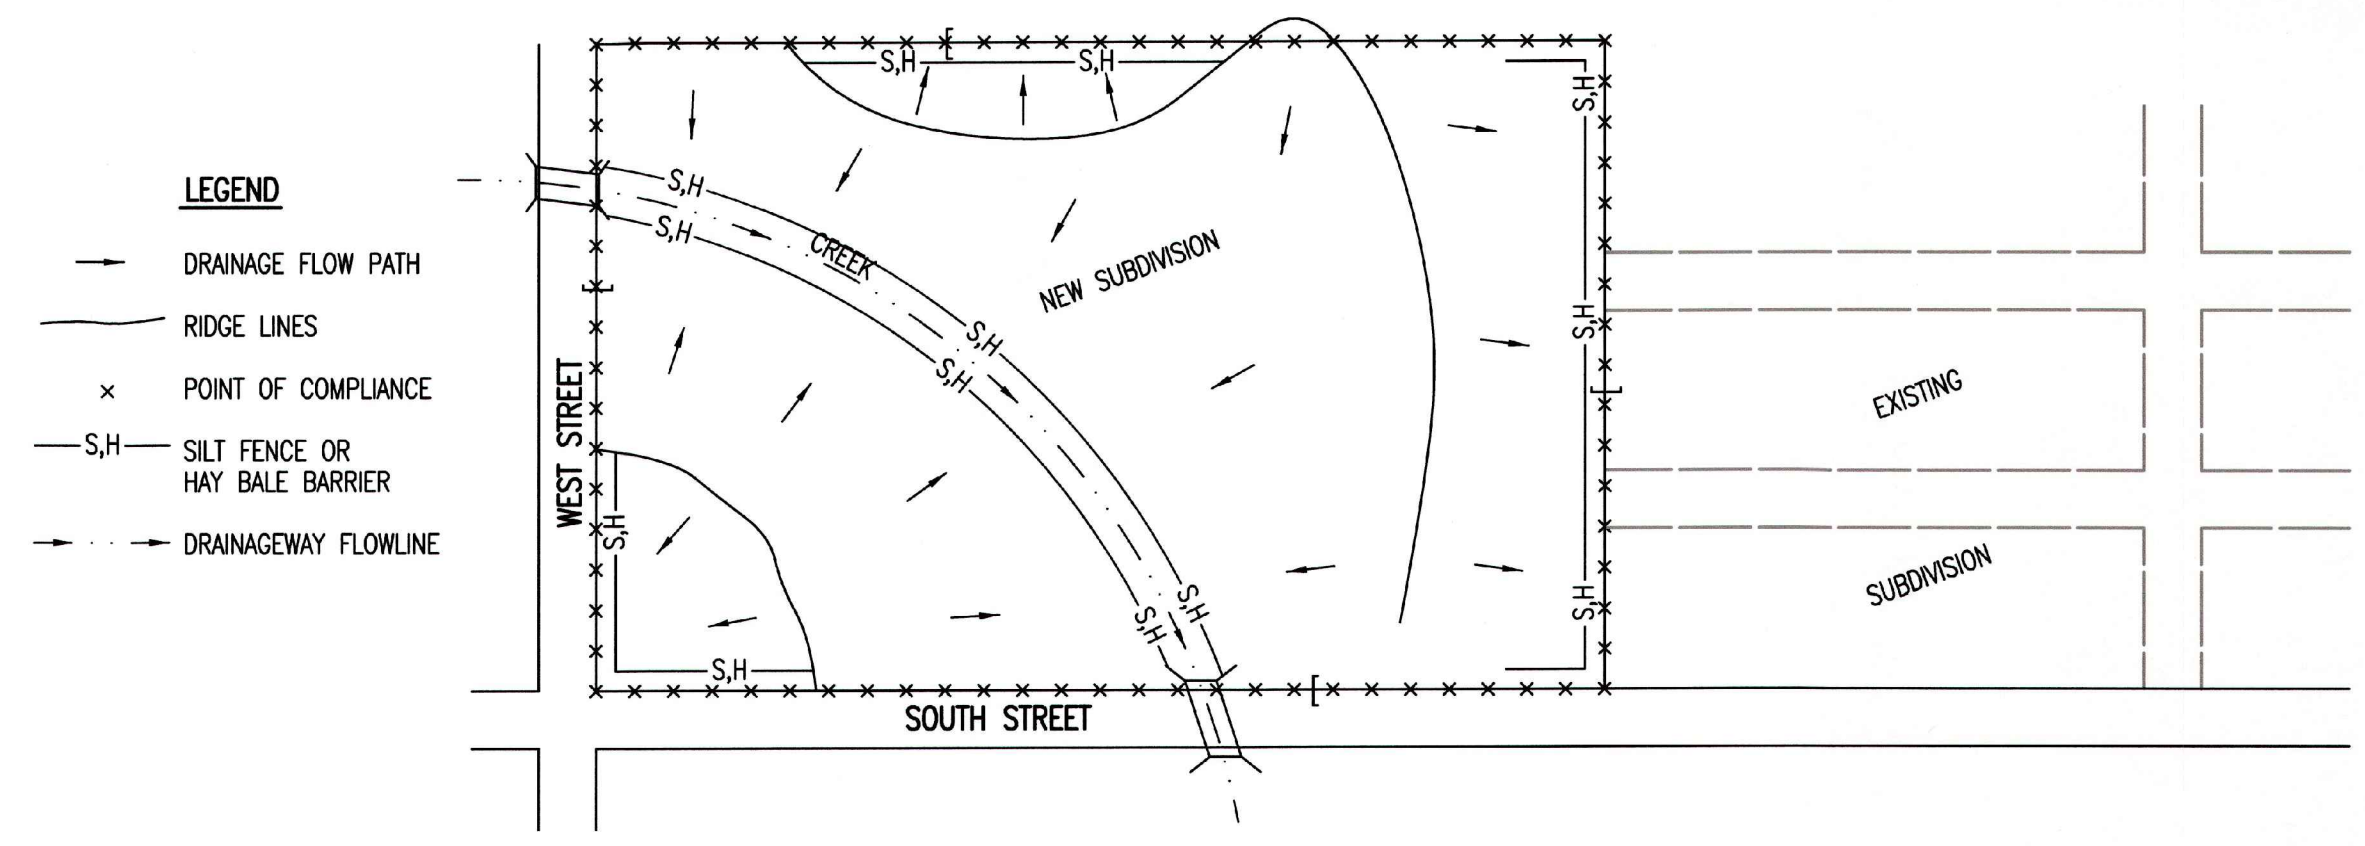 LEGEND
DRAINAGE FLOW PATH
RIDGE LINES
× POINT OF COMPLIANCE
S,H SILT FENCE OR
HAY BALE BARRIER
DRAINAGEWAY FLOWLINE
S,H
S,H
S,H
S,H
S,H
CREEK
NEW SUBDIVISION
S,H
S,H
S,H
WEST STREET
EXISTING
S,H
SUBDIVISION
S,H
S,H
S,H
S,H
SOUTH STREET